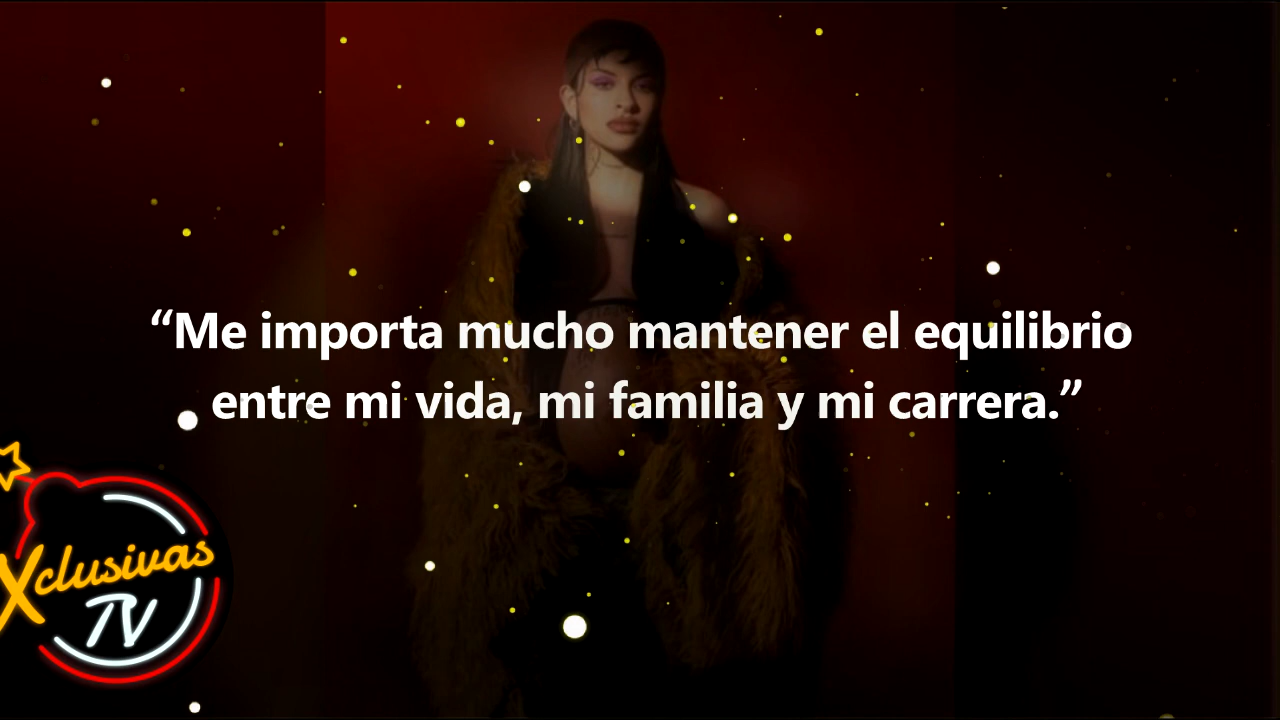 “Me importa mucho mantener el equilibrio
entre mi vida, mi familia y mi carrera.”
Xclusivas
TV